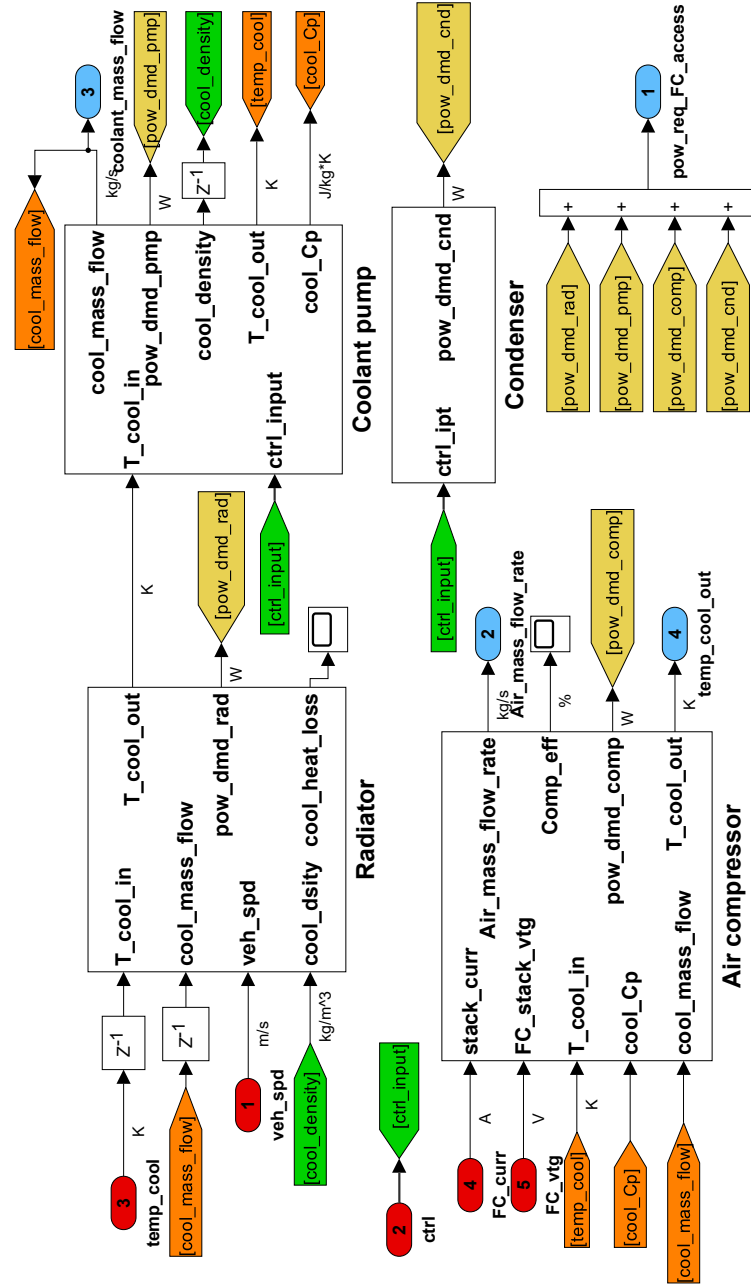 3
temp_cool
K
Z-1
T_cool_in
[cool_mass_flow]
Z-1
cool_mass_flow
1
veh_spd
m/s
veh_spd
[cool_density]
kg/m^3
cool_dsity
T_cool_out
pow_dmd_rad
cool_heat_loss
Radiator
K
W
[pow_dmd_rad]
T_cool_in
[ctrl_input]
ctrl_input
cool_mass_flow
pow_dmd_pmp
cool_density
T_cool_out
cool_Cp
Coolant pump
[cool_mass_flow]
kg/s
3
coolant_mass_flow
W
[pow_dmd_pmp]
Z-1
[cool_density]
K
[temp_cool]
J/kg*K
[cool_Cp]
2
ctrl
[ctrl_input]
[ctrl_input]
ctrl_ipt
pow_dmd_cnd
Condenser
W
[pow_dmd_cnd]
4
FC_curr
A
stack_curr
5
FC_vtg
V
FC_stack_vtg
[temp_cool]
K
T_cool_in
[cool_Cp]
cool_Cp
[cool_mass_flow]
cool_mass_flow
Air_mass_flow_rate
Comp_eff
pow_dmd_comp
T_cool_out
Air compressor
kg/s
2
Air_mass_flow_rate
%
W
[pow_dmd_comp]
K
4
temp_cool_out
[pow_dmd_rad]
+
[pow_dmd_pmp]
+
[pow_dmd_comp]
+
[pow_dmd_cnd]
+
1
pow_req_FC_access